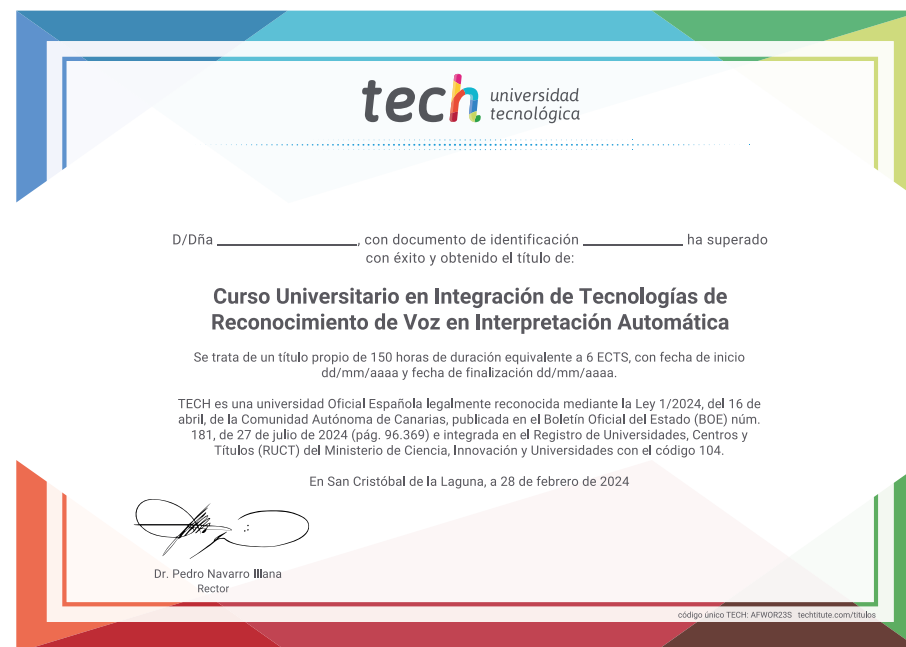 tech universidad
tecnológica
D/Dña ________________, con documento de identificación ____________ ha superado
con éxito y obtenido el título de:
Curso Universitario en Integración de Tecnologías de
Reconocimiento de Voz en Interpretación Automática
Se trata de un título propio de 150 horas de duración equivalente a 6 ECTS, con fecha de inicio
dd/mm/aaaa y fecha de finalización dd/mm/aaaa.
TECH es una universidad Oficial Española legalmente reconocida mediante la Ley 1/2024, del 16 de
abril, de la Comunidad Autónoma de Canarias, publicada en el Boletín Oficial del Estado (BOE) núm.
181, de 27 de julio de 2024 (pág. 96.369) e integrada en el Registro de Universidades, Centros y
Títulos (RUCT) del Ministerio de Ciencia, Innovación y Universidades con el código 104.
En San Cristóbal de la Laguna, a 28 de febrero de 2024
Dr. Pedro Navarro Illana
Rector
código único TECH: AFWOR23S techtitute.com/titulos